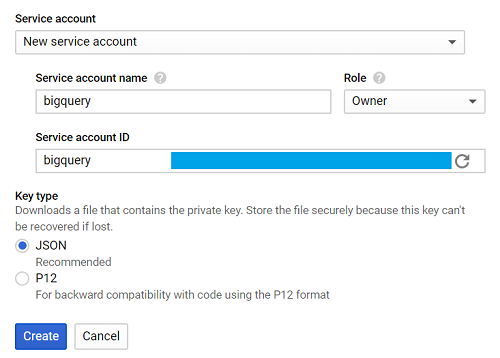 Service account
New service account
Service account name ?
Role ?
bigquery
Owner
Service account ID
bigquery
Key type
Downloads a file that contains the private key. Store the file securely because this key can't
be recovered if lost.
JSON
Recommended
P12
For backward compatibility with code using the P12 format
Create
Cancel